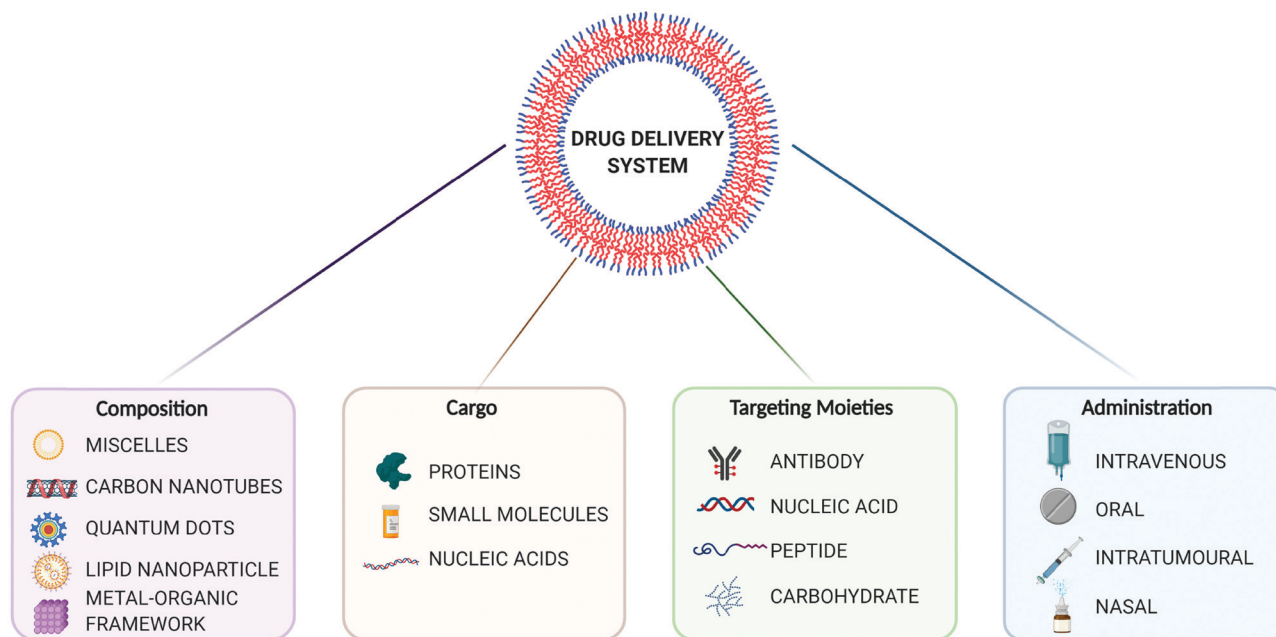 DRUG DELIVERY
SYSTEM
Composition
MISCELLES
CARBON NANOTUBES
QUANTUM DOTS
LIPID NANOPARTICLE
METAL-ORGANIC
FRAMEWORK
Cargo
PROTEINS
SMALL MOLECULES
NUCLEIC ACIDS
Targeting Moieties
ANTIBODY
NUCLEIC ACID
PEPTIDE
CARBOHYDRATE
Administration
INTRAVENOUS
ORAL
INTRATUMOURAL
NASAL